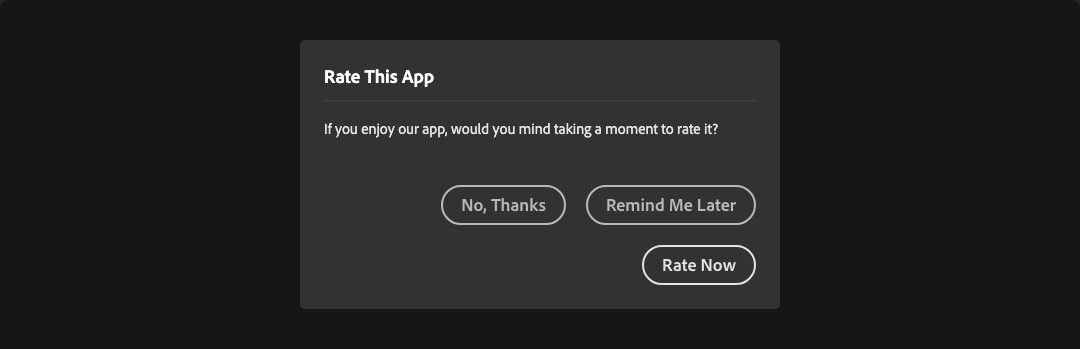 Rate This App
If you enjoy our app, would you mind taking a moment to rate it?
No, Thanks Remind Me Later
Rate Now